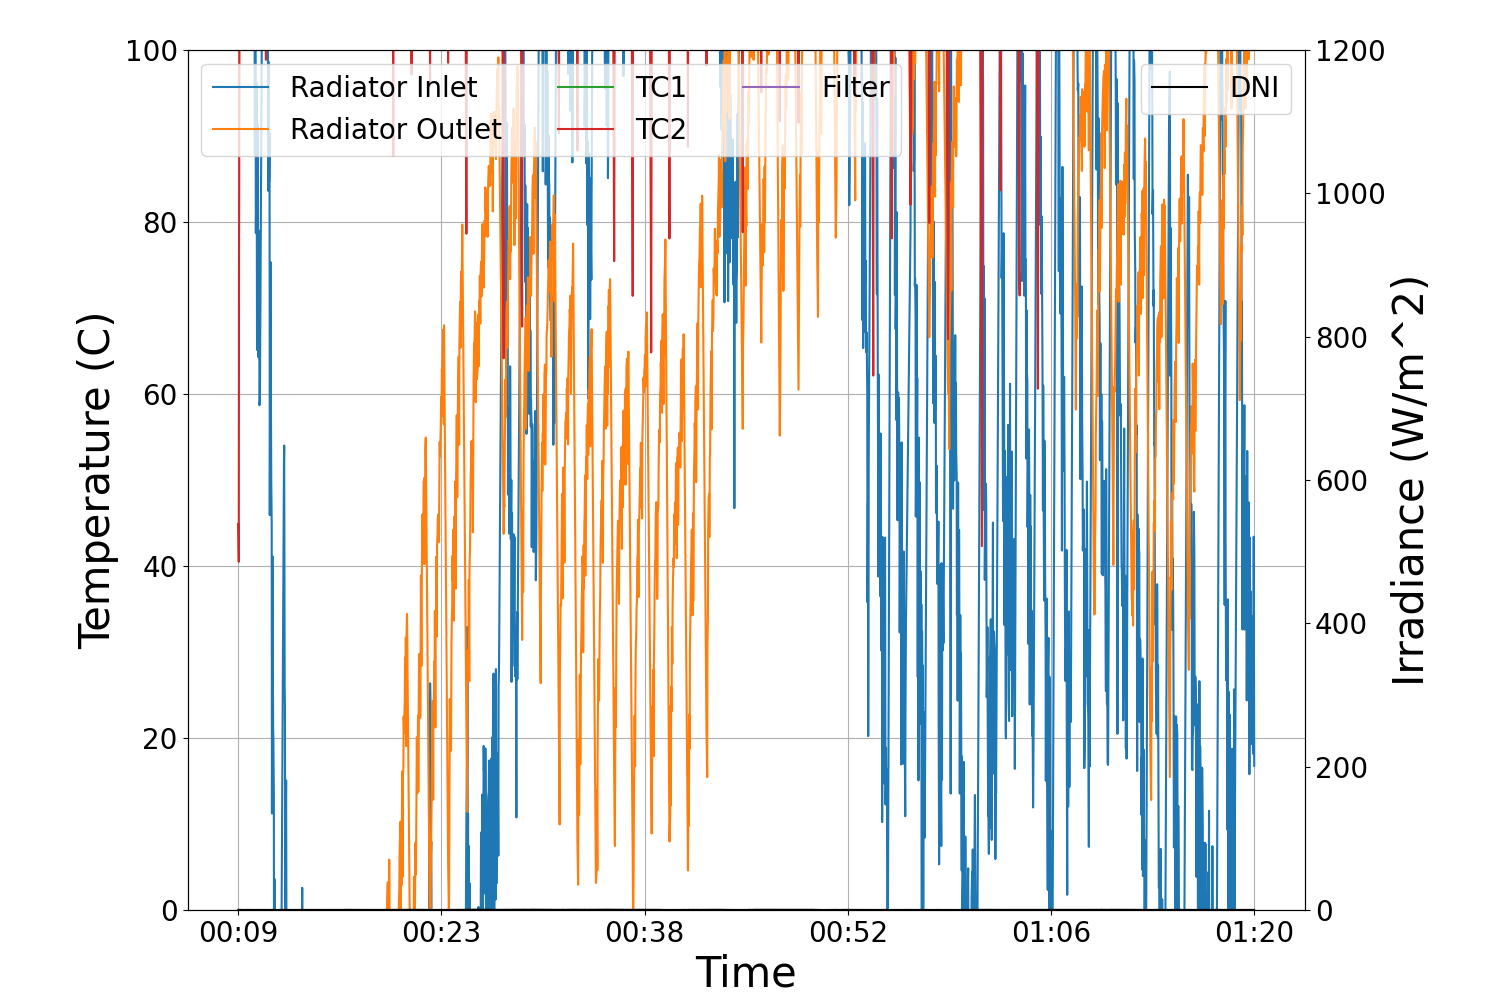 100
80
60
40
20
0
Temperature (C)
Radiator Inlet
Radiator Outlet
TC1
TC2
Filter
DNI
1200
1000
800
600
400
200
0
Irradiance (W/m^2)
00:09
00:23
00:38
00:52
01:06
01:20
Time